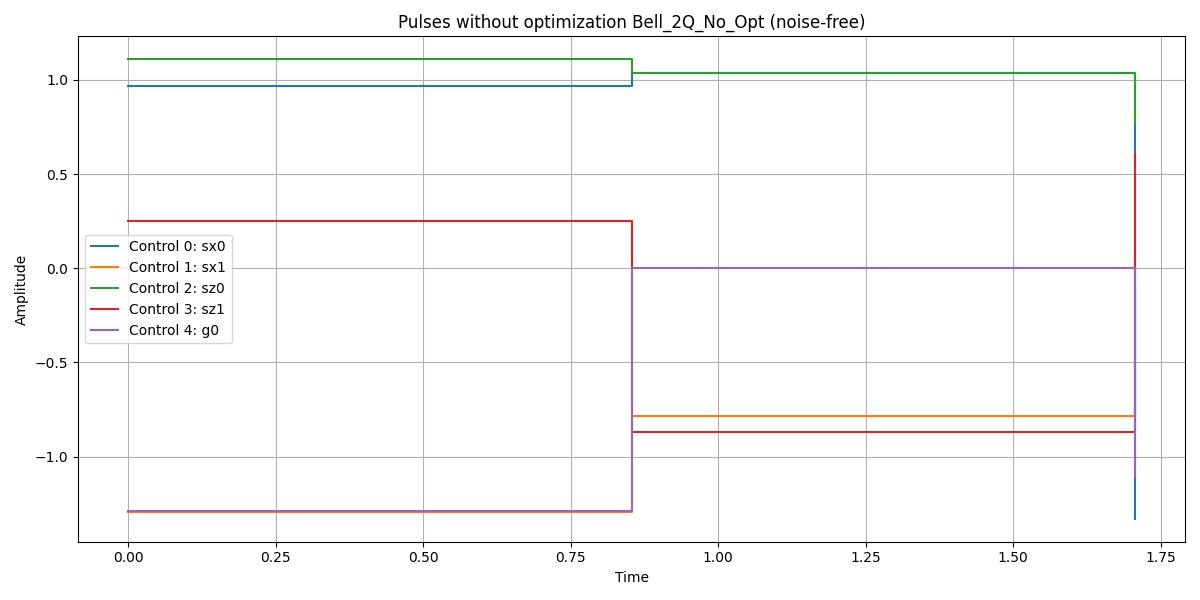 Pulses without optimization Bell_2Q_No_Opt (noise-free)
Amplitude
1.0
0.5
0.0
−0.5
−1.0
Control 0: sx0
Control 1: sx1
Control 2: sz0
Control 3: sz1
Control 4: g0
0.00 0.25 0.50 0.75 1.00 1.25 1.50 1.75
Time